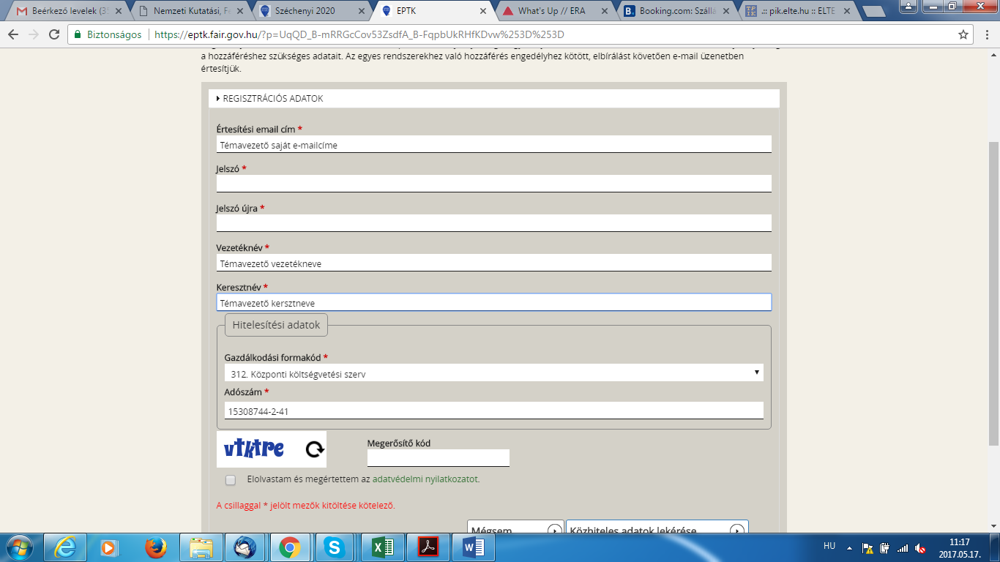 Beérkező levelek (35
Nemzeti Kutatási, Fe
Széchenyi 2020
EPTK
What's Up // ERA
Booking.com: Szállá
.:: pik.elte.hu :: ELTE
Biztonságos
https://eptk.fair.gov.hu/?p=UqQD_B-mRRGcCov53ZsdfA_B-FqpbUkRHfKDvw%253D%253D
a hozzáféréshez szükséges adatait. Az egyes rendszerekhez való hozzáférés engedélyhez kötött, elbírálást követően e-mail üzenetben
értesítjük.
REGISZTRÁCIÓS ADATOK
Értesítési email cím *
Témavezető saját e-mailcíme
Jelszó *
Jelszó újra *
Vezetéknév *
Témavezető vezetékneve
Keresztnév *
Témavezető kersztneve
Hitelesítési adatok
Gazdálkodási formakód *
312. Központi költségvetési szerv
Adószám *
15308744-2-41
vtktre
Megerősítő kód
Elolvastam és megértettem az adatvédelmi nyilatkozatot.
A csillaggal * jelölt mezők kitöltése kötelező.
Mégsem
Közhiteles adatok lekérése
HU
11:17
2017.05.17.